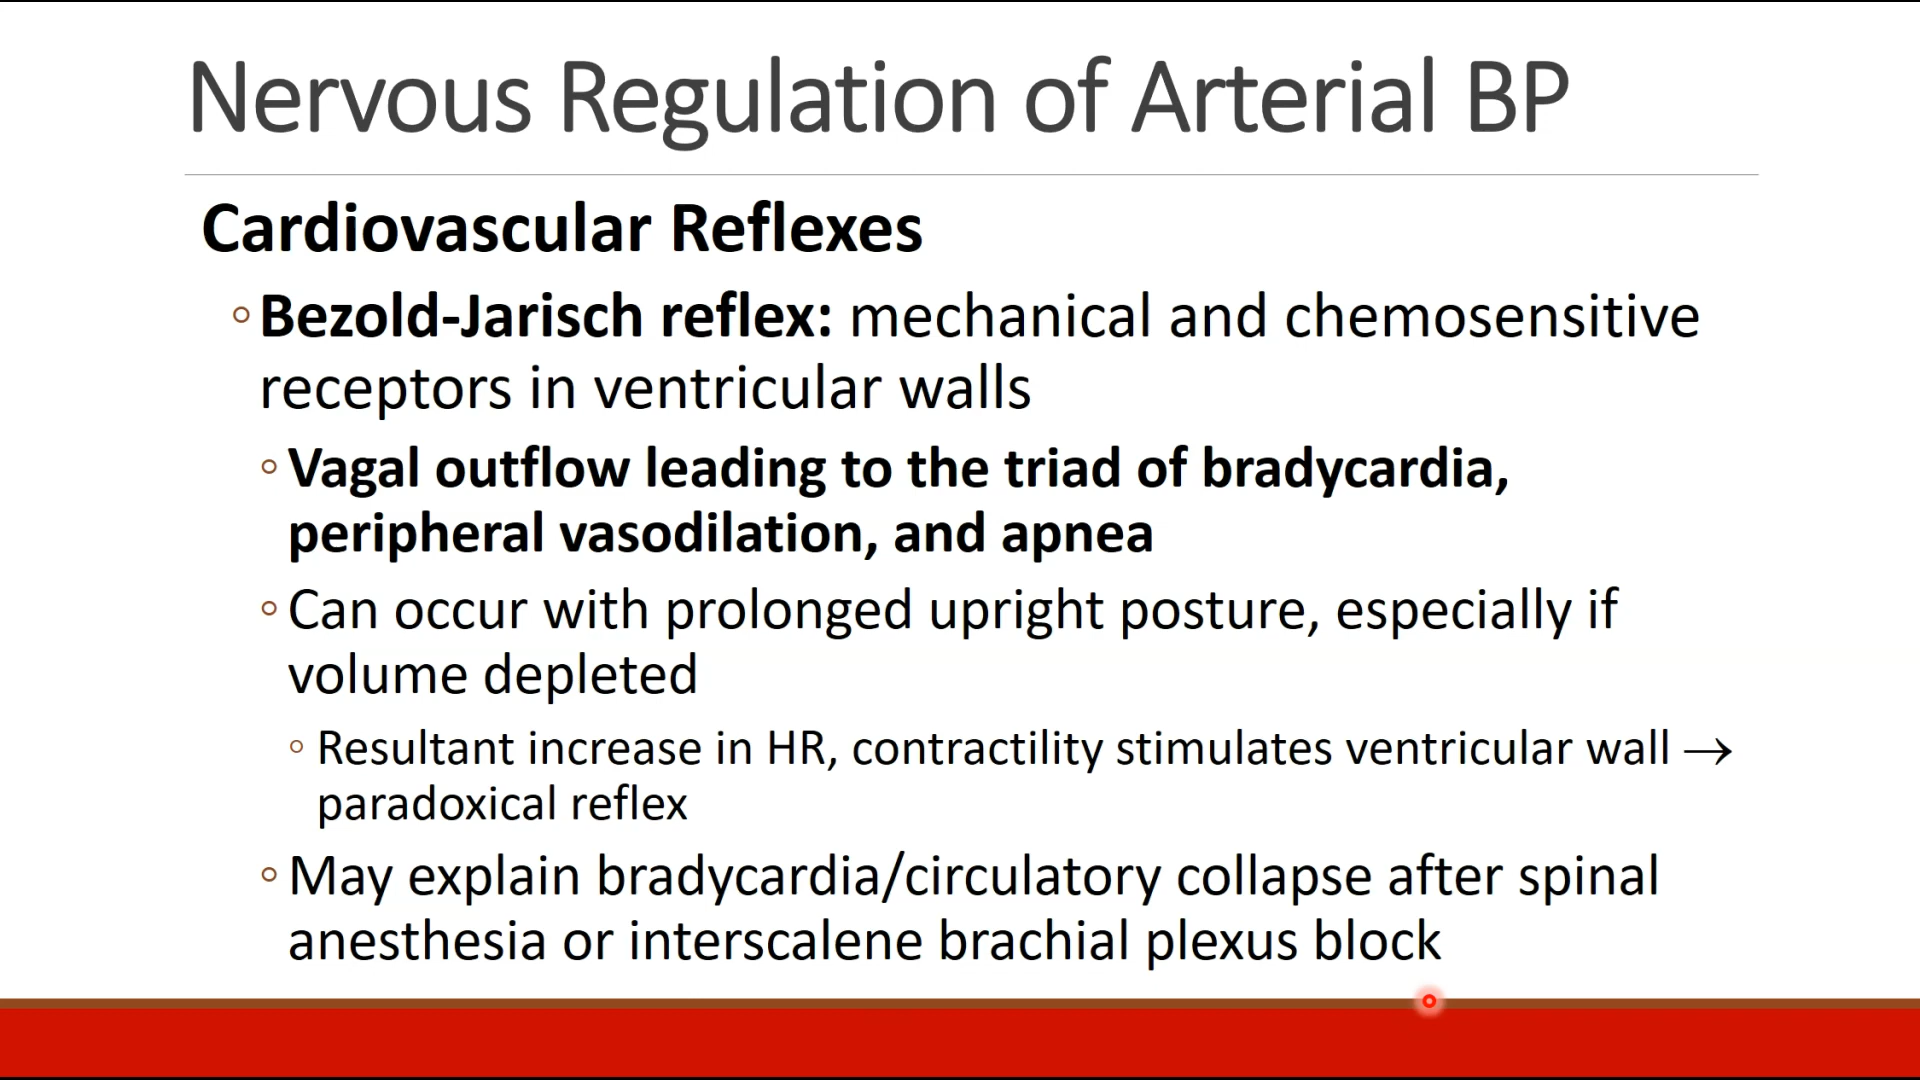 Nervous Regulation of Arterial BP
Cardiovascular Reflexes
◦ Bezold-Jarisch reflex: mechanical and chemosensitive
receptors in ventricular walls
◦ Vagal outflow leading to the triad of bradycardia,
peripheral vasodilation, and apnea
◦ Can occur with prolonged upright posture, especially if
volume depleted
◦ Resultant increase in HR, contractility stimulates ventricular wall →
paradoxical reflex
◦ May explain bradycardia/circulatory collapse after spinal
anesthesia or interscalene brachial plexus block